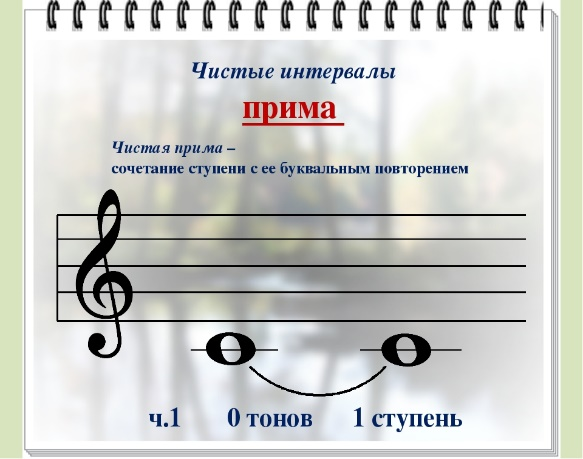 Чистые интервалы
прима
Чистая прима –
сочетание ступени с ее буквальным повторением
ч.1 0 тонов 1 ступень